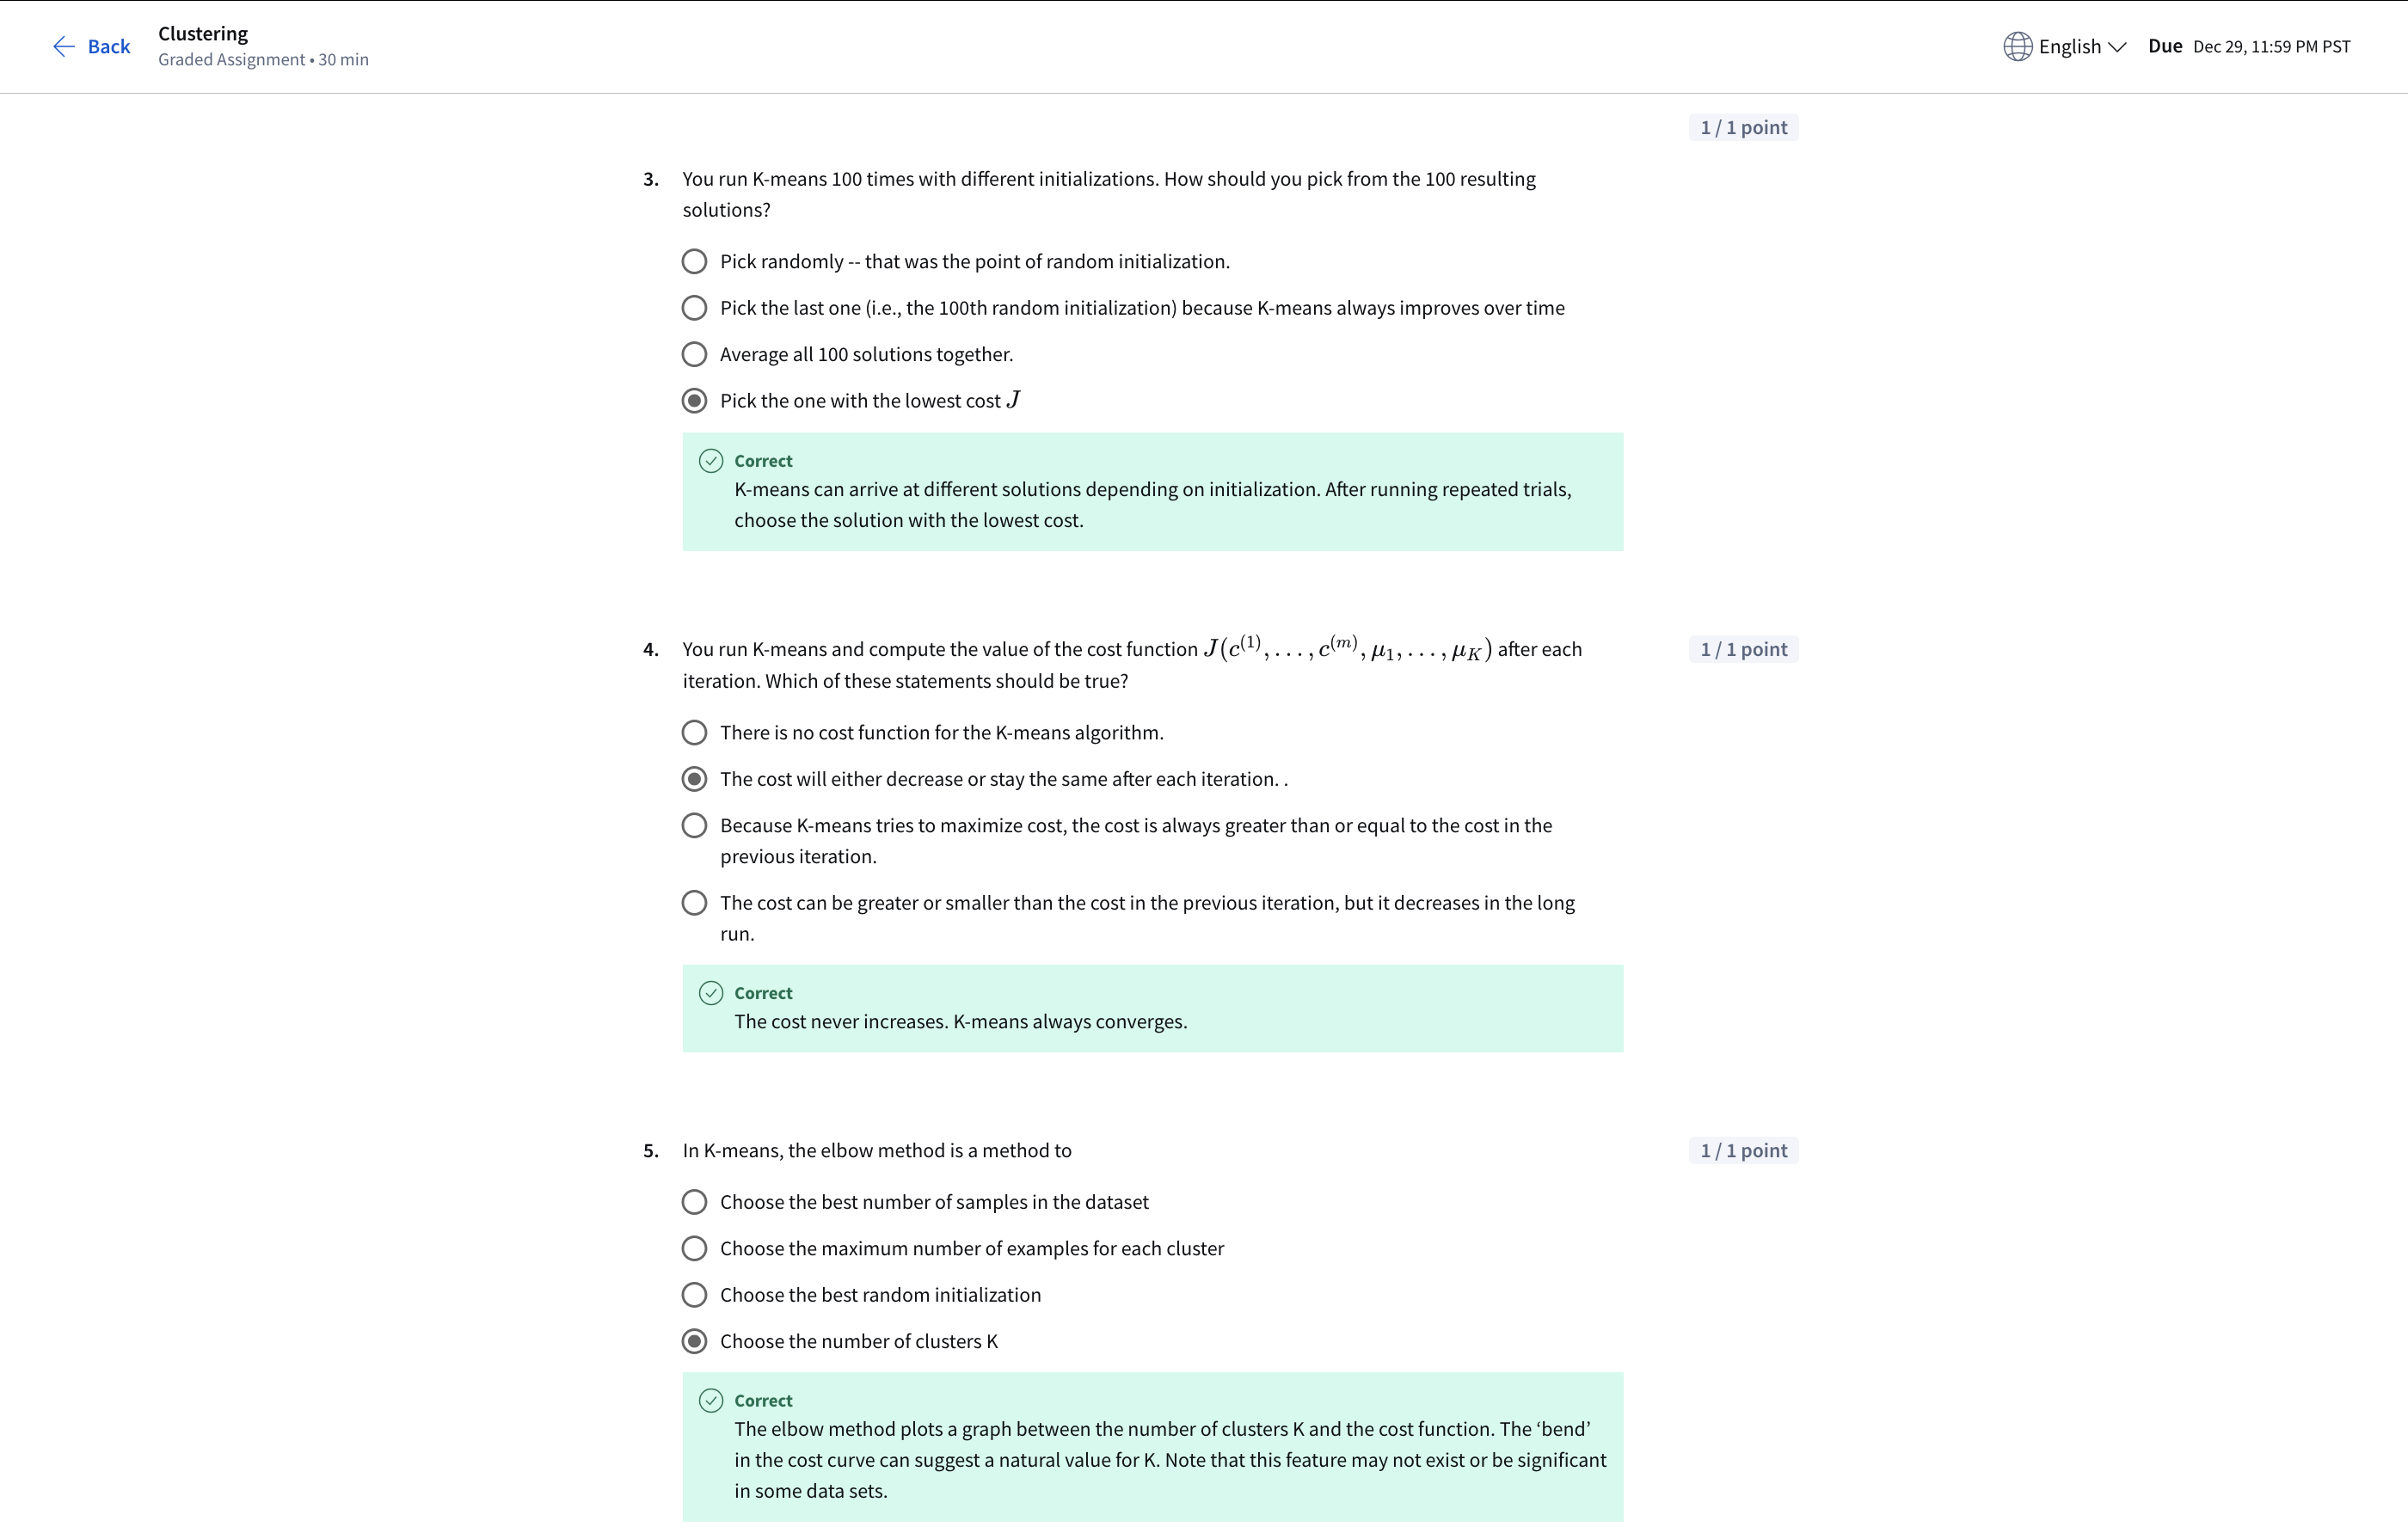 Back
Clustering
Graded Assignment • 30 min
English
Due Dec 29, 11:59 PM PST
1 / 1 point
3. You run K-means 100 times with different initializations. How should you pick from the 100 resulting
solutions?
Pick randomly -- that was the point of random initialization.
Pick the last one (i.e., the 100th random initialization) because K-means always improves over time
Average all 100 solutions together.
Pick the one with the lowest cost J
Correct
K-means can arrive at different solutions depending on initialization. After running repeated trials,
choose the solution with the lowest cost.
4. You run K-means and compute the value of the cost function J(c^(1), . . . , c^(m), μ_1, . . . , μ_K) after each
1 / 1 point
iteration. Which of these statements should be true?
There is no cost function for the K-means algorithm.
The cost will either decrease or stay the same after each iteration. .
Because K-means tries to maximize cost, the cost is always greater than or equal to the cost in the
previous iteration.
The cost can be greater or smaller than the cost in the previous iteration, but it decreases in the long
run.
Correct
The cost never increases. K-means always converges.
5. In K-means, the elbow method is a method to
1 / 1 point
Choose the best number of samples in the dataset
Choose the maximum number of examples for each cluster
Choose the best random initialization
Choose the number of clusters K
Correct
The elbow method plots a graph between the number of clusters K and the cost function. The ‘bend’
in the cost curve can suggest a natural value for K. Note that this feature may not exist or be significant
in some data sets.